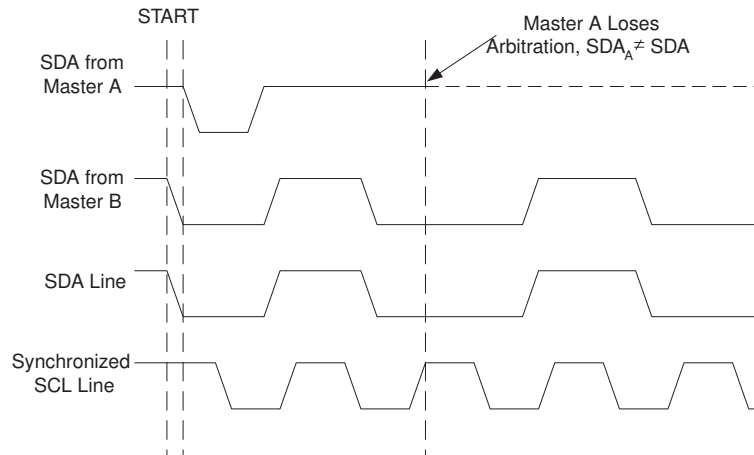 START
Master A Loses
Arbitration, SDA_A ≠ SDA
SDA from
Master A
SDA from
Master B
SDA Line
Synchronized
SCL Line